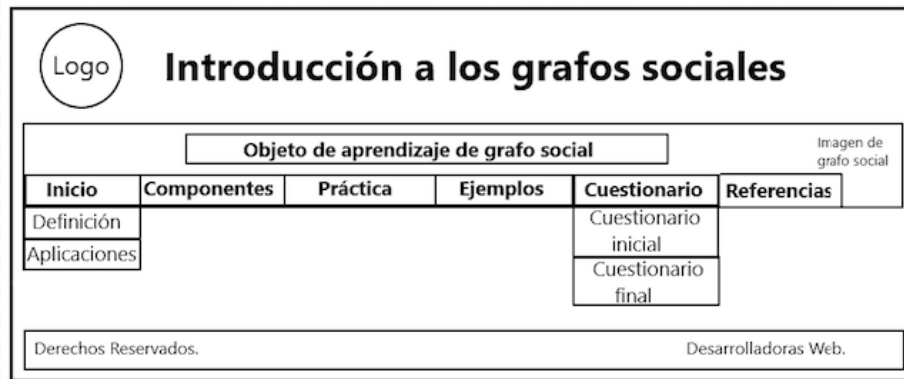 Logo
Introducción a los grafos sociales
Objeto de aprendizaje de grafo social
Imagen de
grafo social
Inicio Componentes Práctica Ejemplos Cuestionario Referencias
Definición
Aplicaciones
Cuestionario
inicial
Cuestionario
final
Derechos Reservados. Desarrolladoras Web.